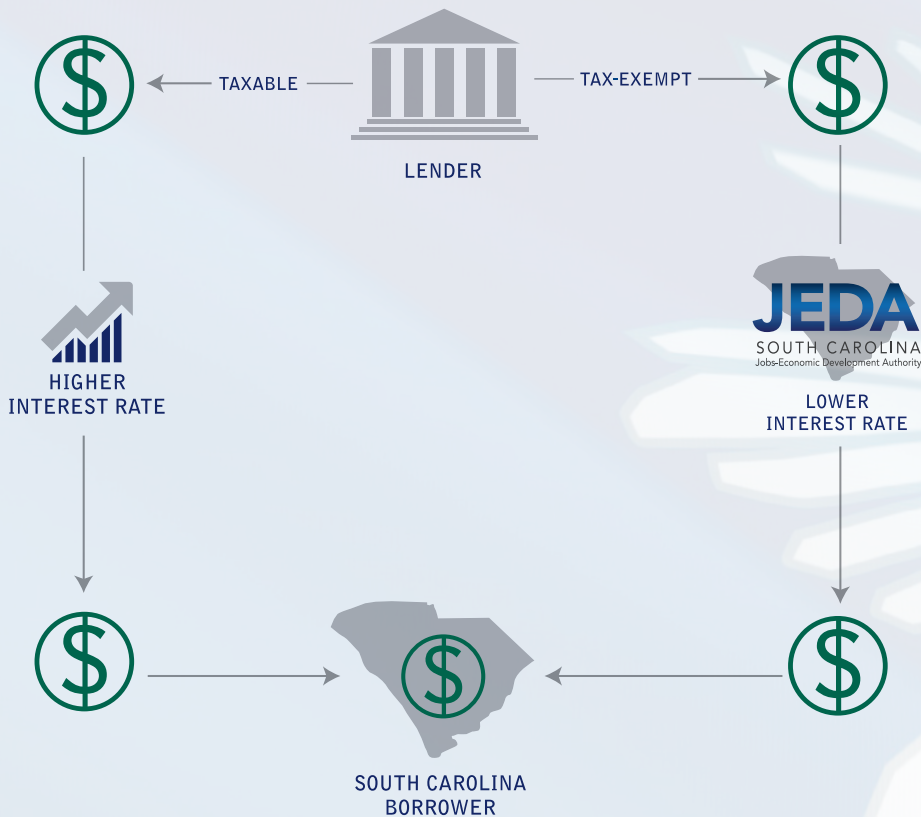 TAXABLE
TAX-EXEMPT
LENDER
JEDA
SOUTH CAROLINA
Jobs-Economic Development Authority
HIGHER
INTEREST RATE
LOWER
INTEREST RATE
SOUTH CAROLINA
BORROWER